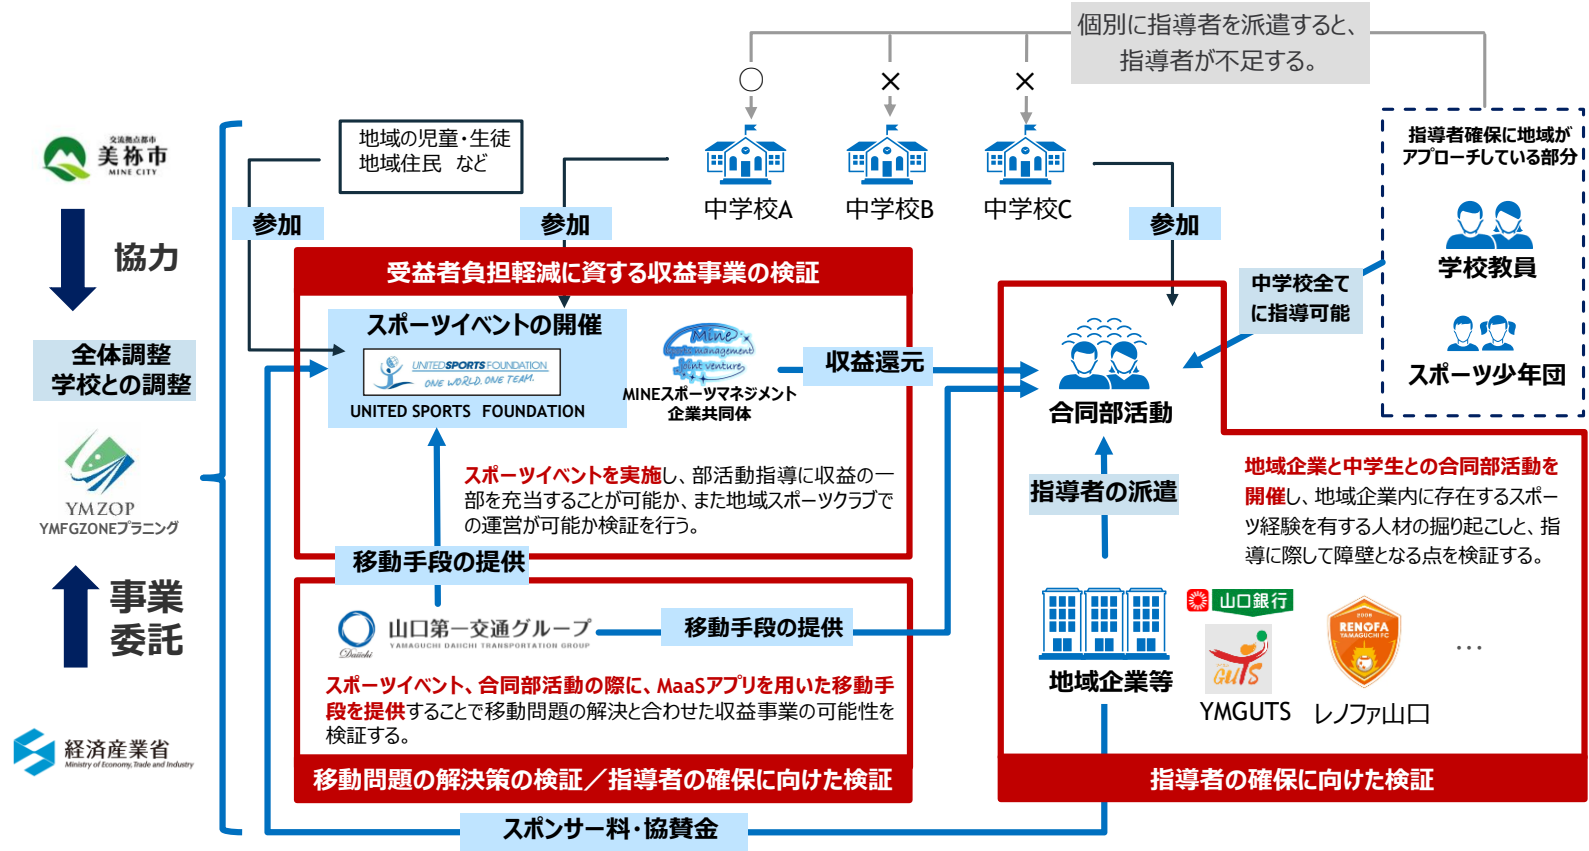 個別に指導者を派遣すると、
指導者が不足する。
○
×
×
交流拠点都市
美祢市
MINE CITY
協力
全体調整
学校との調整
YMZOP
YMFGZONEプラニング
事業
委託
経済産業省
Ministry of Economy, Trade and Industry
地域の児童・生徒
地域住民 など
中学校A
中学校B
中学校C
参加
参加
参加
指導者確保に地域が
アプローチしている部分
学校教員
スポーツ少年団
中学校全て
に指導可能
受益者負担軽減に資する収益事業の検証
スポーツイベントの開催
UNITED SPORTS FOUNDATION
ONE WORLD. ONE TEAM.
UNITED SPORTS FOUNDATION
Mine
Sports management
Joint venture
MINEスポーツマネジメント
企業共同体
収益還元
合同部活動
スポーツイベントを実施し、部活動指導に収益の一
部を充当することが可能か、また地域スポーツクラブで
の運営が可能か検証を行う。
移動手段の提供
指導者の派遣
地域企業と中学生との合同部活動を
開催し、地域企業内に存在するスポー
ツ経験を有する人材の掘り起こしと、指
導に際して障壁となる点を検証する。
Daiichi
山口第一交通グループ
YAMAGUCHI DAIICHI TRANSPORTATION GROUP
移動手段の提供
スポーツイベント、合同部活動の際に、MaaSアプリを用いた移動手
段を提供することで移動問題の解決と合わせた収益事業の可能性を
検証する。
移動問題の解決策の検証／指導者の確保に向けた検証
地域企業等
山口銀行
GUTS
YMGUTS
2006
RENOFA
YAMAGUCHI FC
レノファ山口
…
指導者の確保に向けた検証
スポンサー料・協賛金